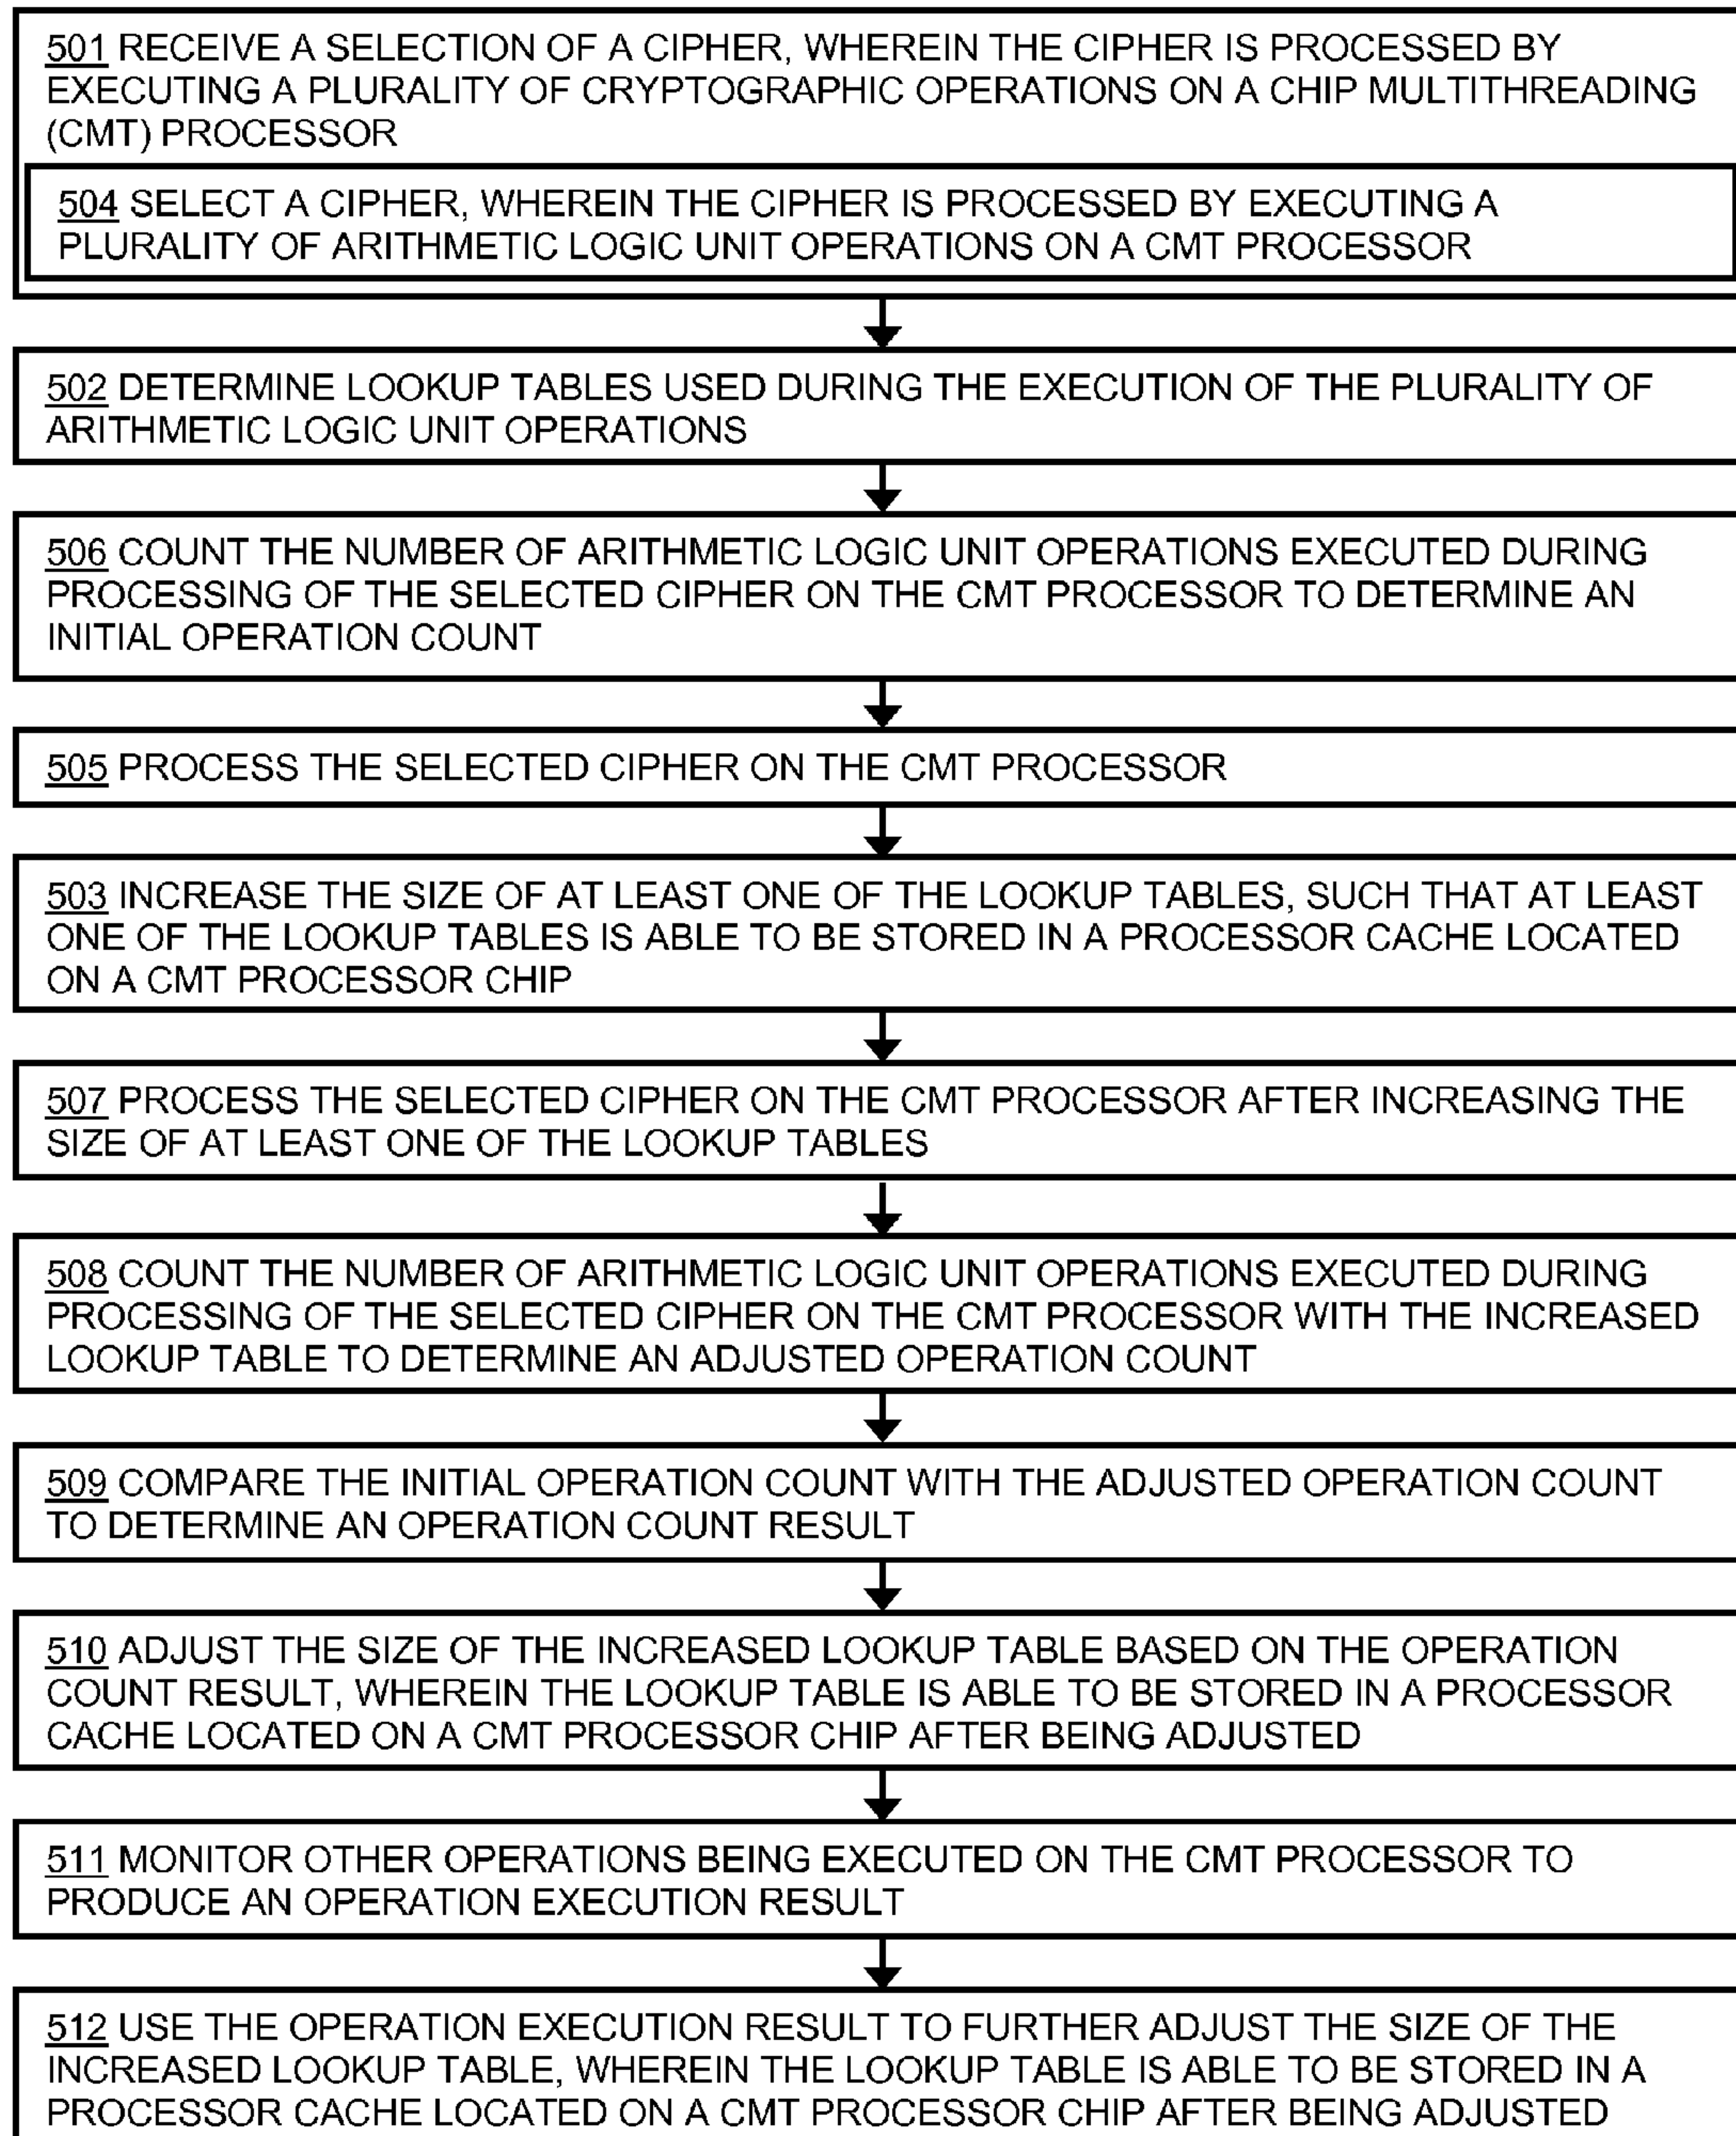 501 RECEIVE A SELECTION OF A CIPHER, WHEREIN THE CIPHER IS PROCESSED BY
EXECUTING A PLURALITY OF CRYPTOGRAPHIC OPERATIONS ON A CHIP MULTITHREADING
(CMT) PROCESSOR
504 SELECT A CIPHER, WHEREIN THE CIPHER IS PROCESSED BY EXECUTING A
PLURALITY OF ARITHMETIC LOGIC UNIT OPERATIONS ON A CMT PROCESSOR
502 DETERMINE LOOKUP TABLES USED DURING THE EXECUTION OF THE PLURALITY OF
ARITHMETIC LOGIC UNIT OPERATIONS
506 COUNT THE NUMBER OF ARITHMETIC LOGIC UNIT OPERATIONS EXECUTED DURING
PROCESSING OF THE SELECTED CIPHER ON THE CMT PROCESSOR TO DETERMINE AN
INITIAL OPERATION COUNT
505 PROCESS THE SELECTED CIPHER ON THE CMT PROCESSOR
503 INCREASE THE SIZE OF AT LEAST ONE OF THE LOOKUP TABLES, SUCH THAT AT LEAST
ONE OF THE LOOKUP TABLES IS ABLE TO BE STORED IN A PROCESSOR CACHE LOCATED
ON A CMT PROCESSOR CHIP
507 PROCESS THE SELECTED CIPHER ON THE CMT PROCESSOR AFTER INCREASING THE
SIZE OF AT LEAST ONE OF THE LOOKUP TABLES
508 COUNT THE NUMBER OF ARITHMETIC LOGIC UNIT OPERATIONS EXECUTED DURING
PROCESSING OF THE SELECTED CIPHER ON THE CMT PROCESSOR WITH THE INCREASED
LOOKUP TABLE TO DETERMINE AN ADJUSTED OPERATION COUNT
509 COMPARE THE INITIAL OPERATION COUNT WITH THE ADJUSTED OPERATION COUNT
TO DETERMINE AN OPERATION COUNT RESULT
510 ADJUST THE SIZE OF THE INCREASED LOOKUP TABLE BASED ON THE OPERATION
COUNT RESULT, WHEREIN THE LOOKUP TABLE IS ABLE TO BE STORED IN A PROCESSOR
CACHE LOCATED ON A CMT PROCESSOR CHIP AFTER BEING ADJUSTED
511 MONITOR OTHER OPERATIONS BEING EXECUTED ON THE CMT PROCESSOR TO
PRODUCE AN OPERATION EXECUTION RESULT
512 USE THE OPERATION EXECUTION RESULT TO FURTHER ADJUST THE SIZE OF THE
INCREASED LOOKUP TABLE, WHEREIN THE LOOKUP TABLE IS ABLE TO BE STORED IN A
PROCESSOR CACHE LOCATED ON A CMT PROCESSOR CHIP AFTER BEING ADJUSTED